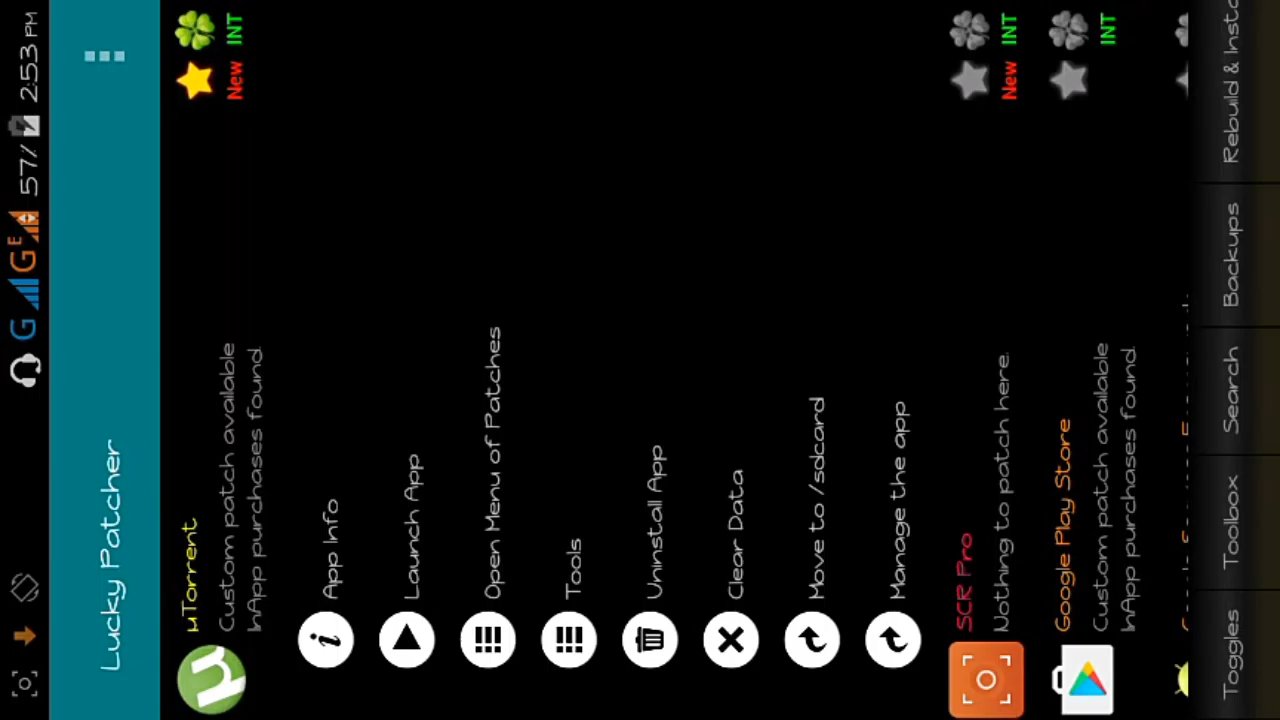 G G E 57% 2:53 PM
Lucky Patcher
µTorrent
Custom patch available
InApp purchases found.
New INT
App Info
Launch App
Open Menu of Patches
Tools
Uninstall App
Clear Data
Move to /sdcard
Manage the app
SCR Pro
Nothing to patch here.
New INT
Google Play Store
Custom patch available
InApp purchases found.
INT
Toggles
Toolbox
Search
Backups
Rebuild & Insta